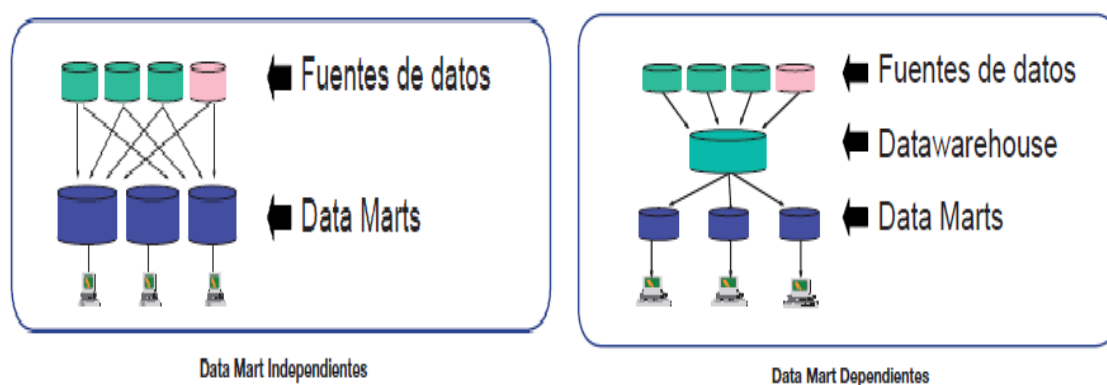 Fuentes de datos
Data Marts
Data Mart Independientes
Fuentes de datos
Datawarehouse
Data Marts
Data Mart Dependientes